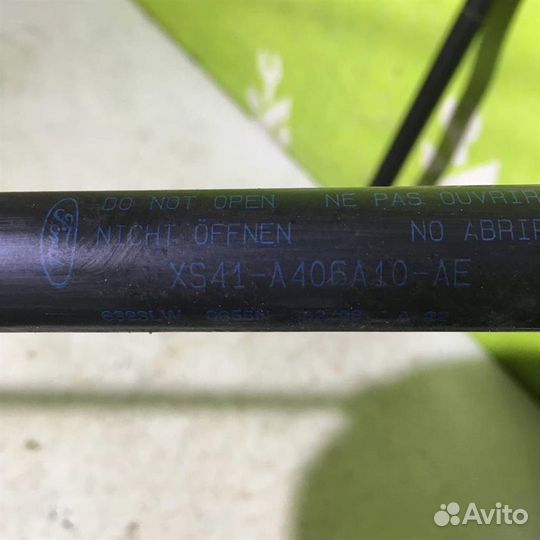 DO NOT OPEN NE PAS OUVRIR
NICHT ÖFFNEN NO ABRIR
XS41-A406A10-AE
Avito